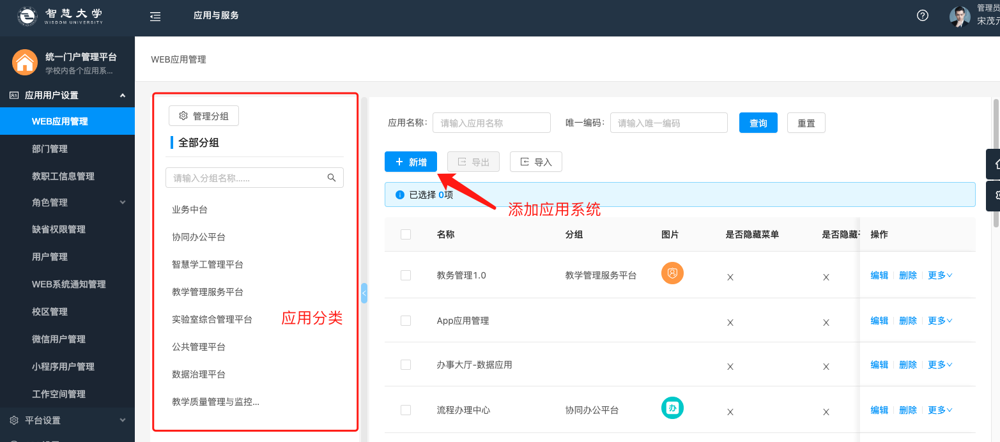 智慧大学
WISDOM UNIVERSITY
应用与服务
管理员
宋茂元
统一门户管理平台
学校内各个应用系...
应用用户设置
WEB应用管理
部门管理
教职工信息管理
角色管理
缺省权限管理
用户管理
WEB系统通知管理
校区管理
微信用户管理
小程序用户管理
工作空间管理
平台设置
WEB应用管理
管理分组
全部分组
请输入分组名称......
业务中台
协同办公平台
智慧学工管理平台
教学管理服务平台
实验室综合管理平台
公共管理平台
数据治理平台
教学质量管理与监控...
应用分类
应用名称: 请输入应用名称 唯一编码: 请输入唯一编码 查询 重置
新增 导出 导入
已选择 0项
添加应用系统
名称 分组 图片 是否隐藏菜单 是否隐藏 操作
教务管理1.0 教学管理服务平台 X X 编辑 删除 更多
App应用管理 X X 编辑 删除 更多
办事大厅-数据应用 X X 编辑 删除 更多
流程办理中心 协同办公平台 办 X X 编辑 删除 更多